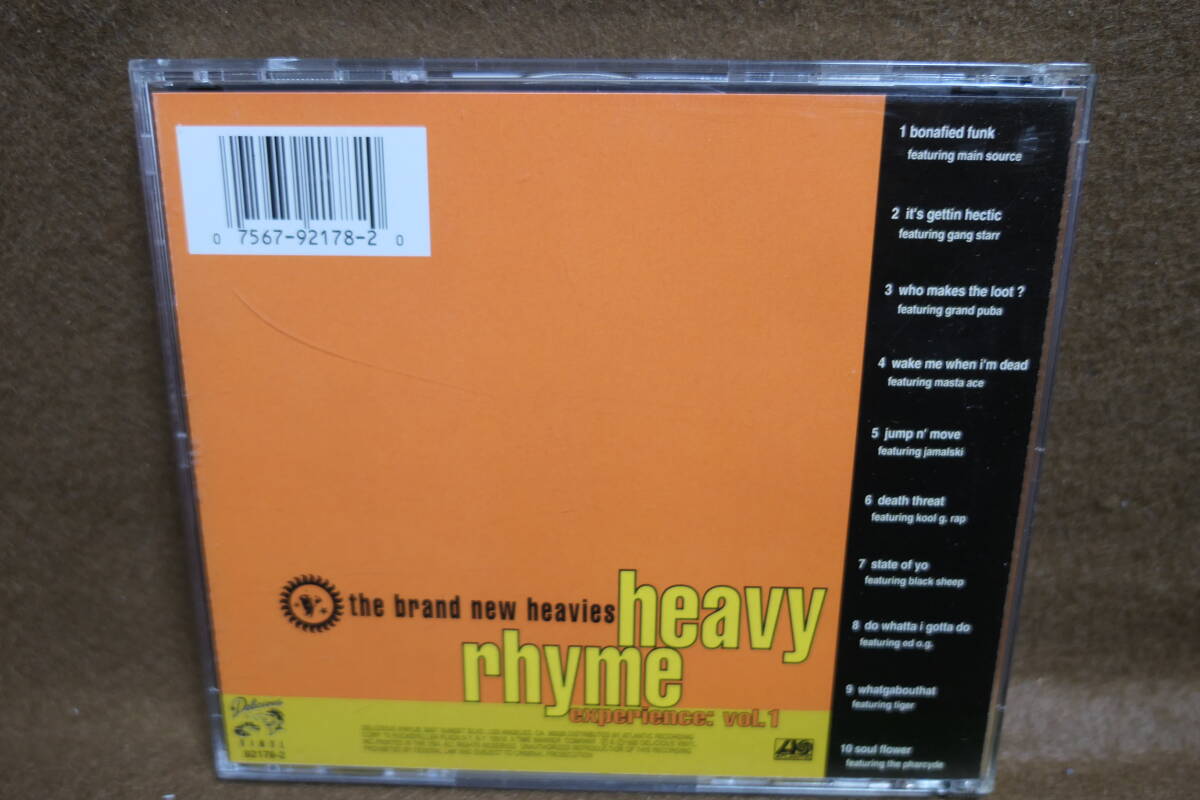 0 7567-92178-2 0
1 bonafied funk
featuring main source
2 it's gettin hectic
featuring gang starr
3 who makes the loot ?
featuring grand puba
4 wake me when i'm dead
featuring masta ace
5 jump n' move
featuring jamalski
6 death threat
featuring kool g. rap
7 state of yo
featuring black sheep
8 do whatta i gotta do
featuring ed o.g.
9 whatgabouthat
featuring tiger
10 soul flower
featuring the pharcyde
the brand new heavies
heavy
rhyme
experience: vol.1
Delicious
VINYL
92178-2